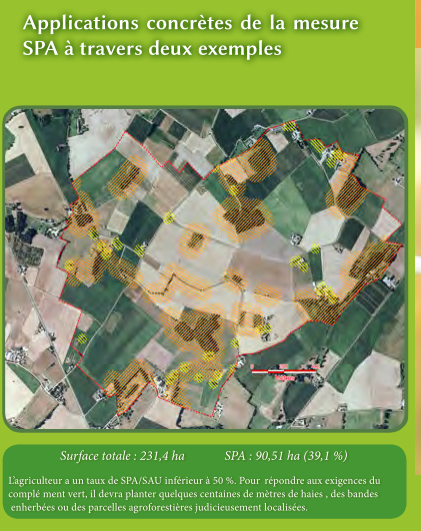 Applications concrètes de la mesure
SPA à travers deux exemples
Surface totale : 231,4 ha SPA : 90,51 ha (39,1 %)
L'agriculteur a un taux de SPA/SAU inférieur à 50 %. Pour répondre aux exigences du
complé ment vert, il devra planter quelques centaines de mètres de haies , des bandes
enherbées ou des parcelles agroforestières judicieusement localisées.